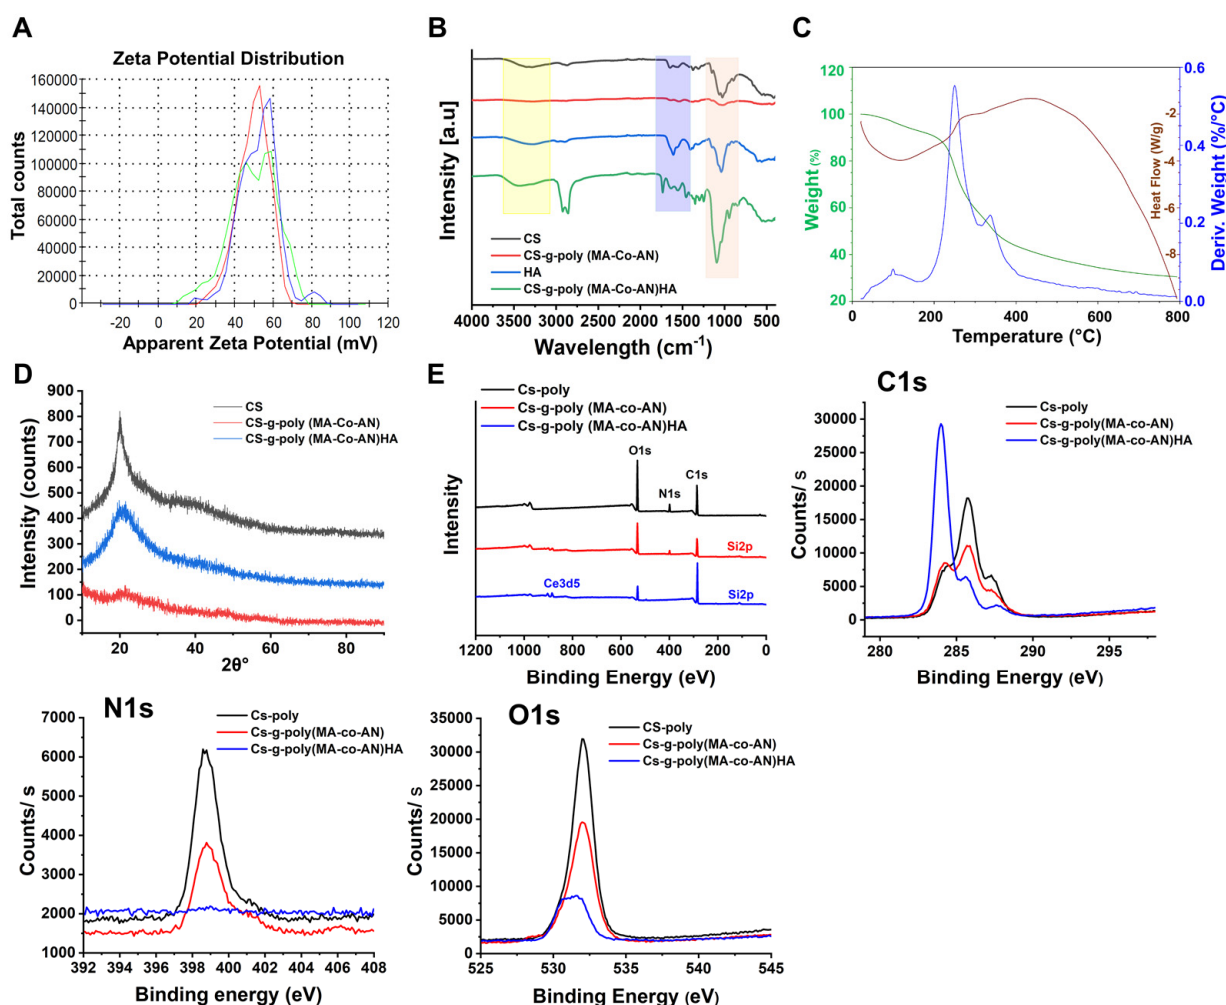 A
Zeta Potential Distribution
Total counts
160000
140000
120000
100000
80000
60000
40000
20000
0
-20 0 20 40 60 80 100 120
Apparent Zeta Potential (mV)
B
Intensity [a.u]
CS
CS-g-poly (MA-Co-AN)
HA
CS-g-poly (MA-Co-AN)HA
4000 3500 3000 2500 2000 1500 1000 500
Wavelength (cm-1)
C
Weight (%)
120
100
80
60
40
20
0 200 400 600 800
Temperature (°C)
Heat Flow (W/g)
-2
-4
-6
-8
Deriv. Weight (%/°C)
0.6
0.4
0.2
0.0
D
Intensity (counts)
900
800
700
600
500
400
300
200
100
0
CS
CS-g-poly (MA-Co-AN)
CS-g-poly (MA-Co-AN)HA
20 40 60 80
2θ°
E
Cs-poly
Cs-g-poly (MA-co-AN)
Cs-g-poly (MA-co-AN)HA
Intensity
O1s
N1s
C1s
Si2p
Ce3d5
Si2p
1200 1000 800 600 400 200 0
Binding Energy (eV)
C1s
Cs-poly
Cs-g-poly(MA-co-AN)
Cs-g-poly(MA-co-AN)HA
Counts/ s
30000
25000
20000
15000
10000
5000
0
280 285 290 295
Binding Energy (eV)
N1s
Cs-poly
Cs-g-poly(MA-co-AN)
Cs-g-poly(MA-co-AN)HA
Counts/ s
7000
6000
5000
4000
3000
2000
1000
392 394 396 398 400 402 404 406 408
Binding energy (eV)
O1s
CS-poly
Cs-g-poly(MA-co-AN)
Cs-g-poly(MA-co-AN)HA
Counts/ s
35000
30000
25000
20000
15000
10000
5000
0
525 530 535 540 545
Binding Energy (eV)